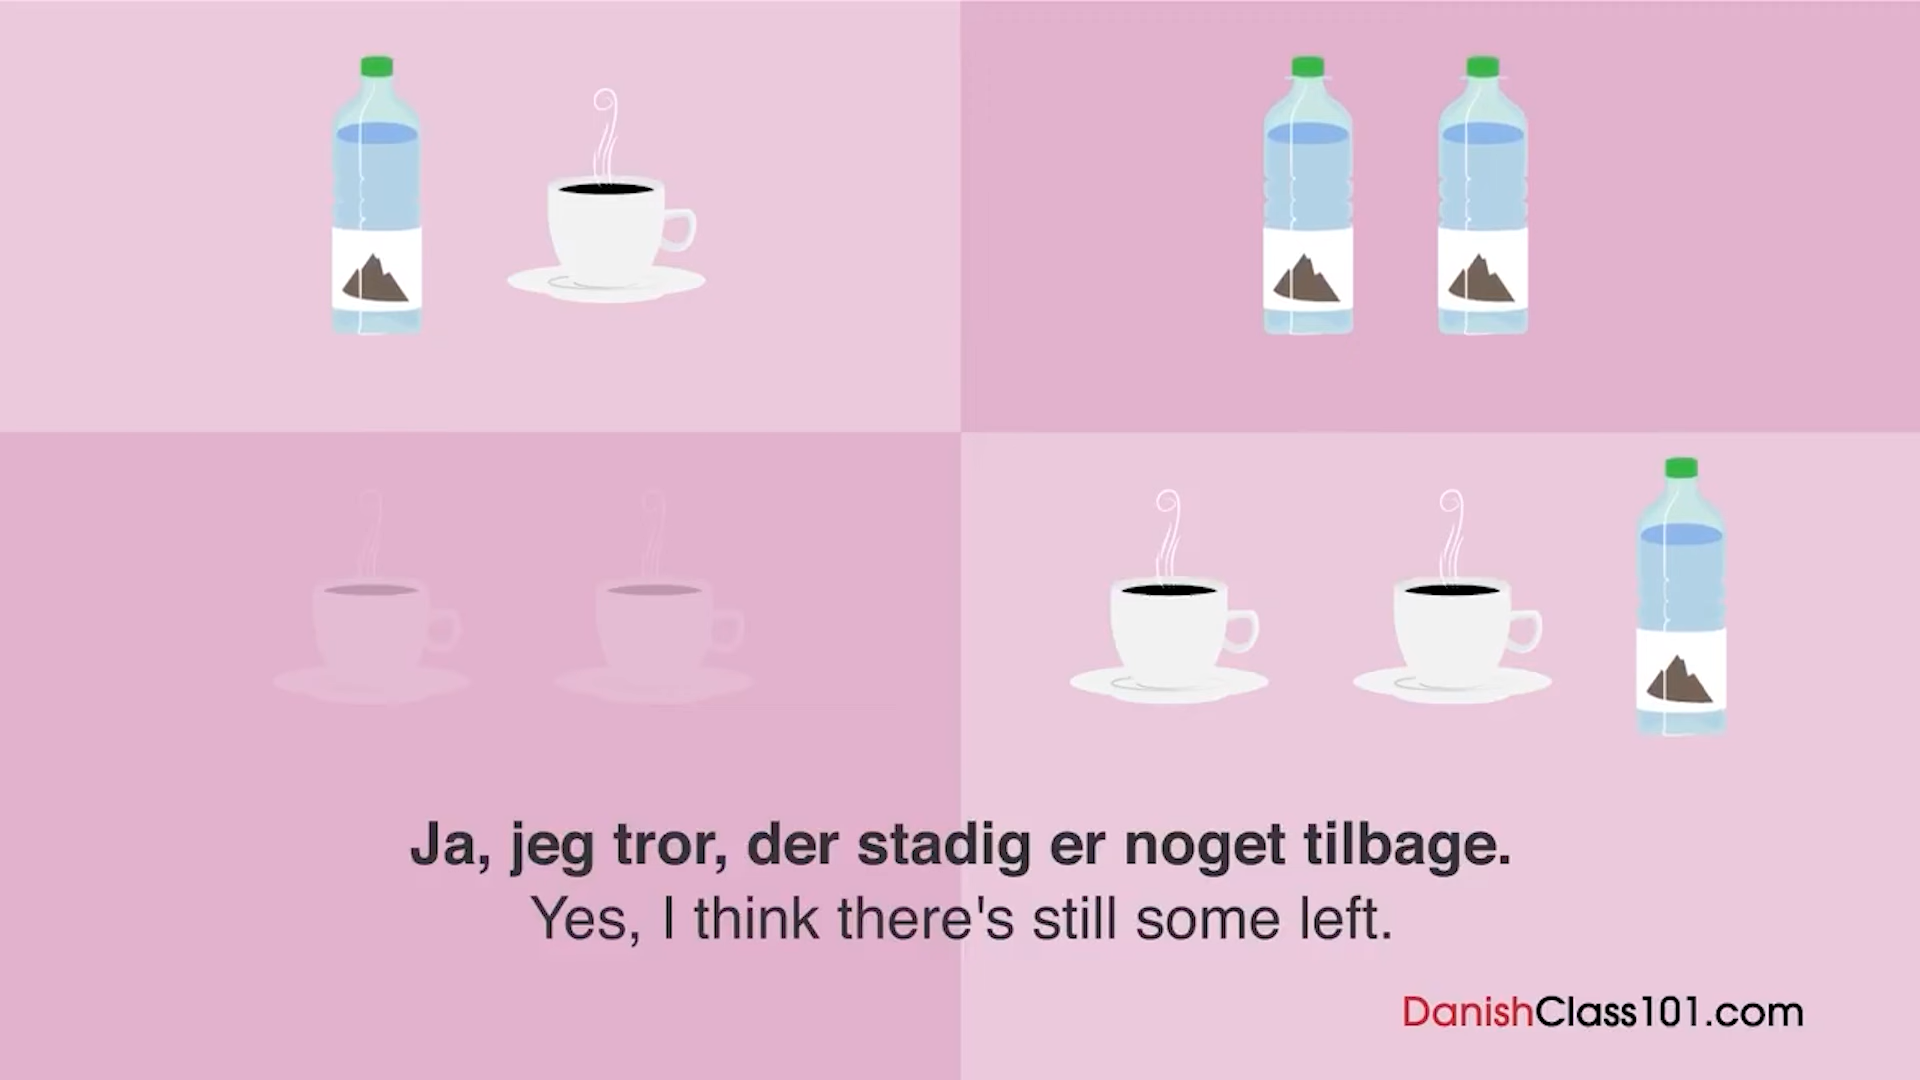 Ja, jeg tror, der stadig er noget tilbage.
Yes, I think there's still some left.
DanishClass101.com